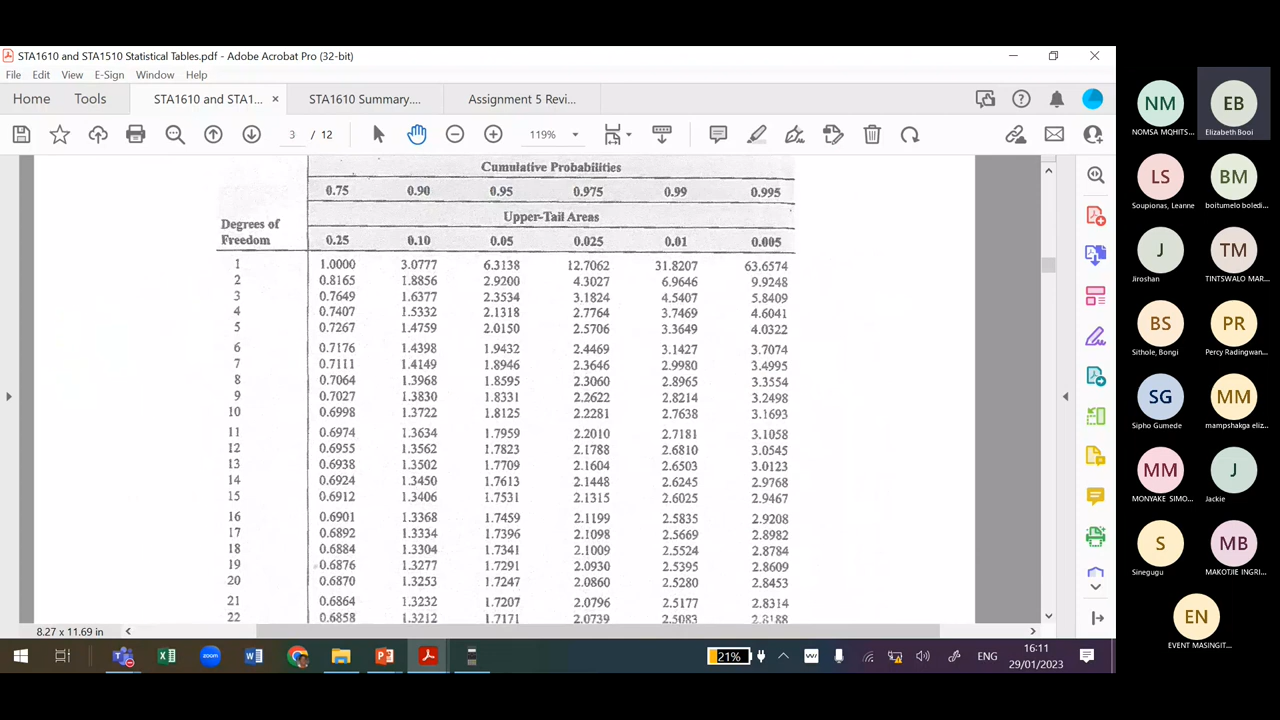 STA1610 and STA1510 Statistical Tables.pdf - Adobe Acrobat Pro (32-bit)
File Edit View E-Sign Window Help
Home Tools STA1610 and STA1... × STA1610 Summary.... Assignment 5 Revi...
3 / 12 119%
Cumulative Probabilities
0.75 0.90 0.95 0.975 0.99 0.995
Upper-Tail Areas
Degrees of
Freedom 0.25 0.10 0.05 0.025 0.01 0.005
1 1.0000 3.0777 6.3138 12.7062 31.8207 63.6574
2 0.8165 1.8856 2.9200 4.3027 6.9646 9.9248
3 0.7649 1.6377 2.3534 3.1824 4.5407 5.8409
4 0.7407 1.5332 2.1318 2.7764 3.7469 4.6041
5 0.7267 1.4759 2.0150 2.5706 3.3649 4.0322
6 0.7176 1.4398 1.9432 2.4469 3.1427 3.7074
7 0.7111 1.4149 1.8946 2.3646 2.9980 3.4995
8 0.7064 1.3968 1.8595 2.3060 2.8965 3.3554
9 0.7027 1.3830 1.8331 2.2622 2.8214 3.2498
10 0.6998 1.3722 1.8125 2.2281 2.7638 3.1693
11 0.6974 1.3634 1.7959 2.2010 2.7181 3.1058
12 0.6955 1.3562 1.7823 2.1788 2.6810 3.0545
13 0.6938 1.3502 1.7709 2.1604 2.6503 3.0123
14 0.6924 1.3450 1.7613 2.1448 2.6245 2.9768
15 0.6912 1.3406 1.7531 2.1315 2.6025 2.9467
16 0.6901 1.3368 1.7459 2.1199 2.5835 2.9208
17 0.6892 1.3334 1.7396 2.1098 2.5669 2.8982
18 0.6884 1.3304 1.7341 2.1009 2.5524 2.8784
19 0.6876 1.3277 1.7291 2.0930 2.5395 2.8609
20 0.6870 1.3253 1.7247 2.0860 2.5280 2.8453
21 0.6864 1.3232 1.7207 2.0796 2.5177 2.8314
22 0.6858 1.3212 1.7171 2.0739 2.5083 2.8188
8.27 x 11.69 in
21% ENG 16:11
29/01/2023
NM EB
NOMSA MQHITS... Elizabeth Booi
LS BM
Soupionas, Leanne boitumelo boledi...
J TM
Jiroshan TINTSWALO MAR...
BS PR
Sithole, Bongi Percy Radingwan...
SG MM
Sipho Gumede mampshakga eliz...
MM J
MONYAKE SIMO... Jackie
S MB
Sinegugu MAKOTJIE INGRI...
EN
EVENT MASINGIT...